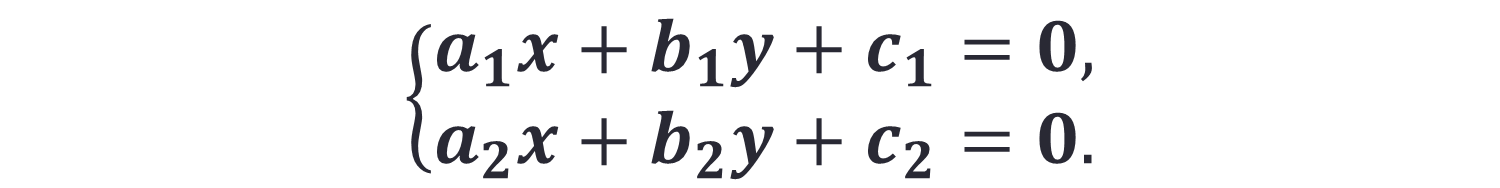 a₁x + b₁y + c₁ = 0,
a₂x + b₂y + c₂ = 0.